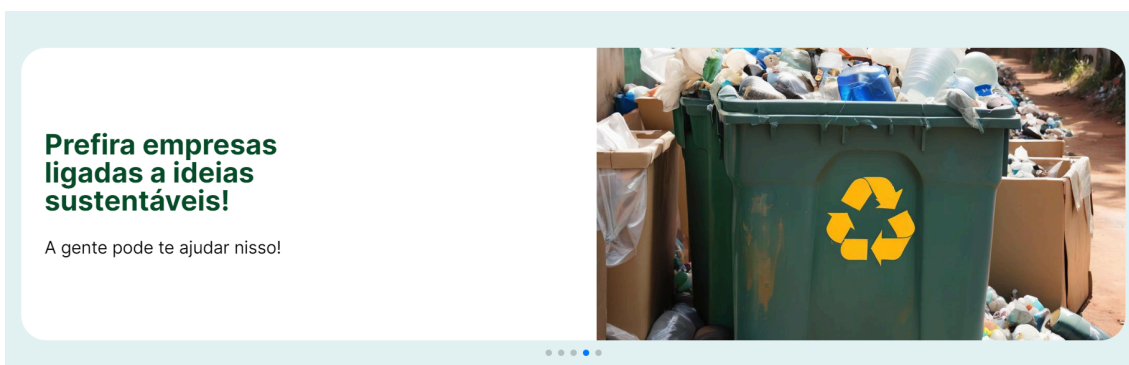 Prefira empresas
ligadas a ideias
sustentáveis!
A gente pode te ajudar nisso!